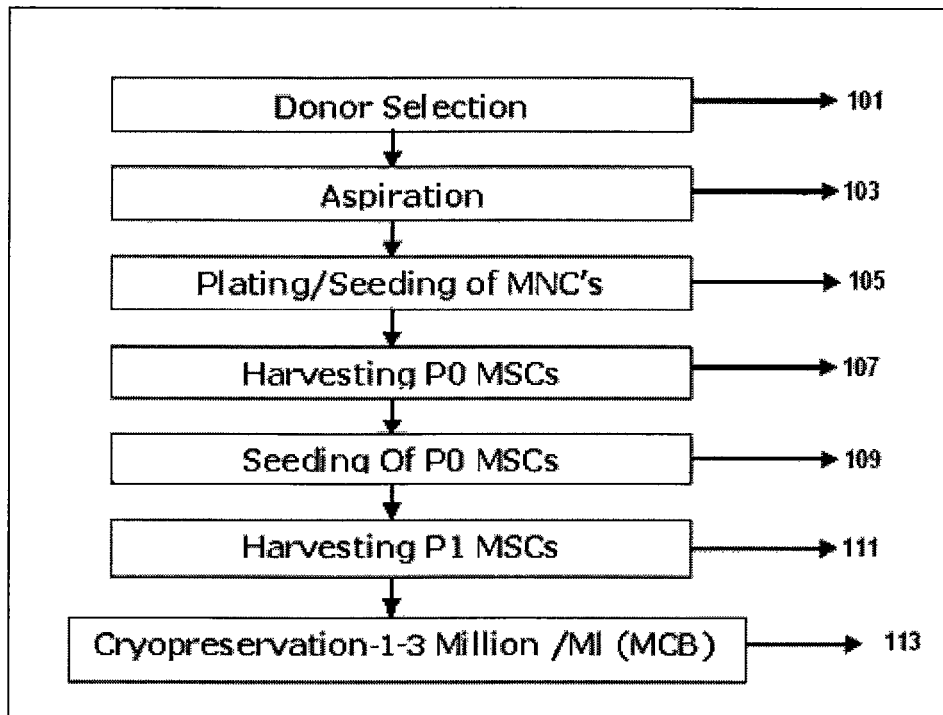 Donor Selection 101
Aspiration 103
Plating/Seeding of MNC's 105
Harvesting P0 MSCs 107
Seeding Of P0 MSCs 109
Harvesting P1 MSCs 111
Cryopreservation-1-3 Million /Ml (MCB) 113